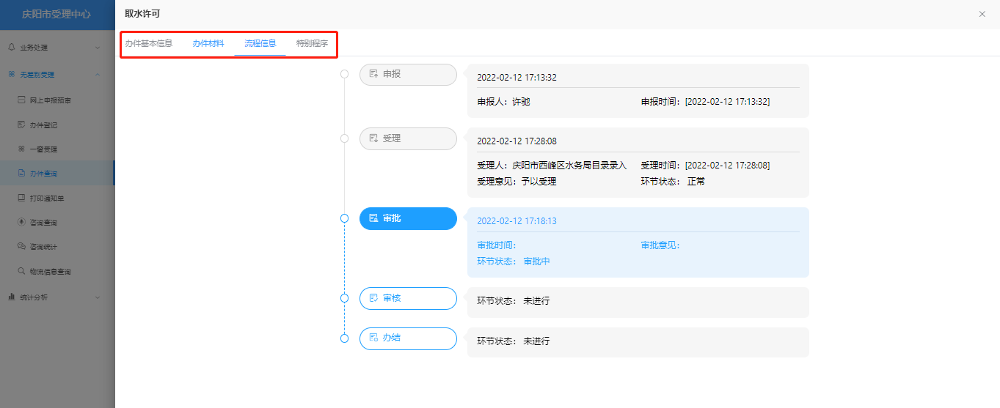 庆阳市受理中心
取水许可
业务处理
无差别受理
网上申报预审
办件登记
一窗受理
办件查询
打印通知单
咨询查询
咨询统计
物流信息查询
统计分析
办件基本信息 办件材料 流程信息 特别程序
申报
2022-02-12 17:13:32
申报人：许驰 申报时间：[2022-02-12 17:13:32]
受理
2022-02-12 17:28:08
受理人：庆阳市西峰区水务局目录录入 受理时间：[2022-02-12 17:28:08]
受理意见：予以受理 环节状态： 正常
审批
2022-02-12 17:18:13
审批时间： 审批意见：
环节状态： 审批中
审核
环节状态： 未进行
办结
环节状态： 未进行